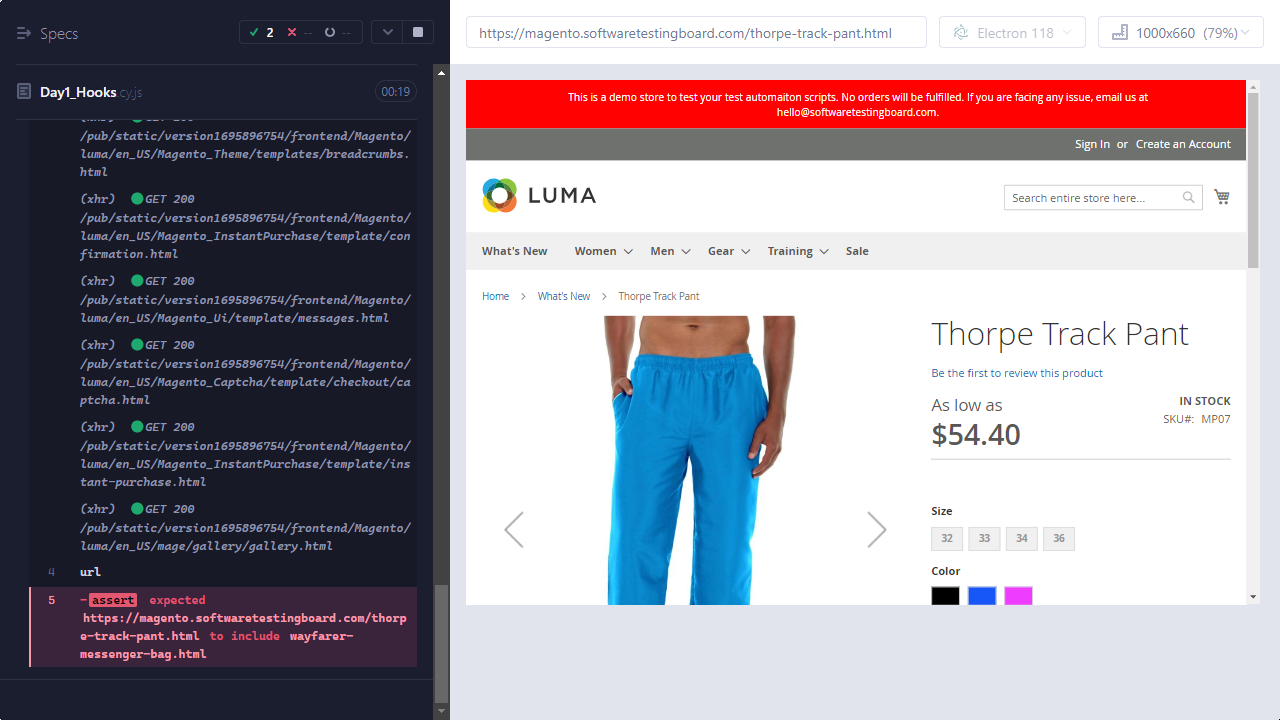 Specs
2
--
--
Day1_Hooks.cy.js
00:19
(xhr) GET 200
/pub/static/version1695896754/frontend/Magento/
luma/en_US/Magento_Theme/templates/breadcrumbs.
html
(xhr) GET 200
/pub/static/version1695896754/frontend/Magento/
luma/en_US/Magento_InstantPurchase/template/con
firmation.html
(xhr) GET 200
/pub/static/version1695896754/frontend/Magento/
luma/en_US/Magento_Ui/template/messages.html
(xhr) GET 200
/pub/static/version1695896754/frontend/Magento/
luma/en_US/Magento_Captcha/template/checkout/ca
ptcha.html
(xhr) GET 200
/pub/static/version1695896754/frontend/Magento/
luma/en_US/Magento_InstantPurchase/template/ins
tant-purchase.html
(xhr) GET 200
/pub/static/version1695896754/frontend/Magento/
luma/en_US/mage/gallery/gallery.html
4 url
5 -assert expected
https://magento.softwaretestingboard.com/thorp
e-track-pant.html to include wayfarer-
messenger-bag.html
https://magento.softwaretestingboard.com/thorpe-track-pant.html
Electron 118
1000x660 (79%)
This is a demo store to test your test automaiton scripts. No orders will be fulfilled. If you are facing any issue, email us at
hello@softwaretestingboard.com.
Sign In or Create an Account
LUMA
Search entire store here...
What's New Women Men Gear Training Sale
Home > What's New > Thorpe Track Pant
Thorpe Track Pant
Be the first to review this product
As low as
$54.40
IN STOCK
SKU#: MP07
Size
32 33 34 36
Color